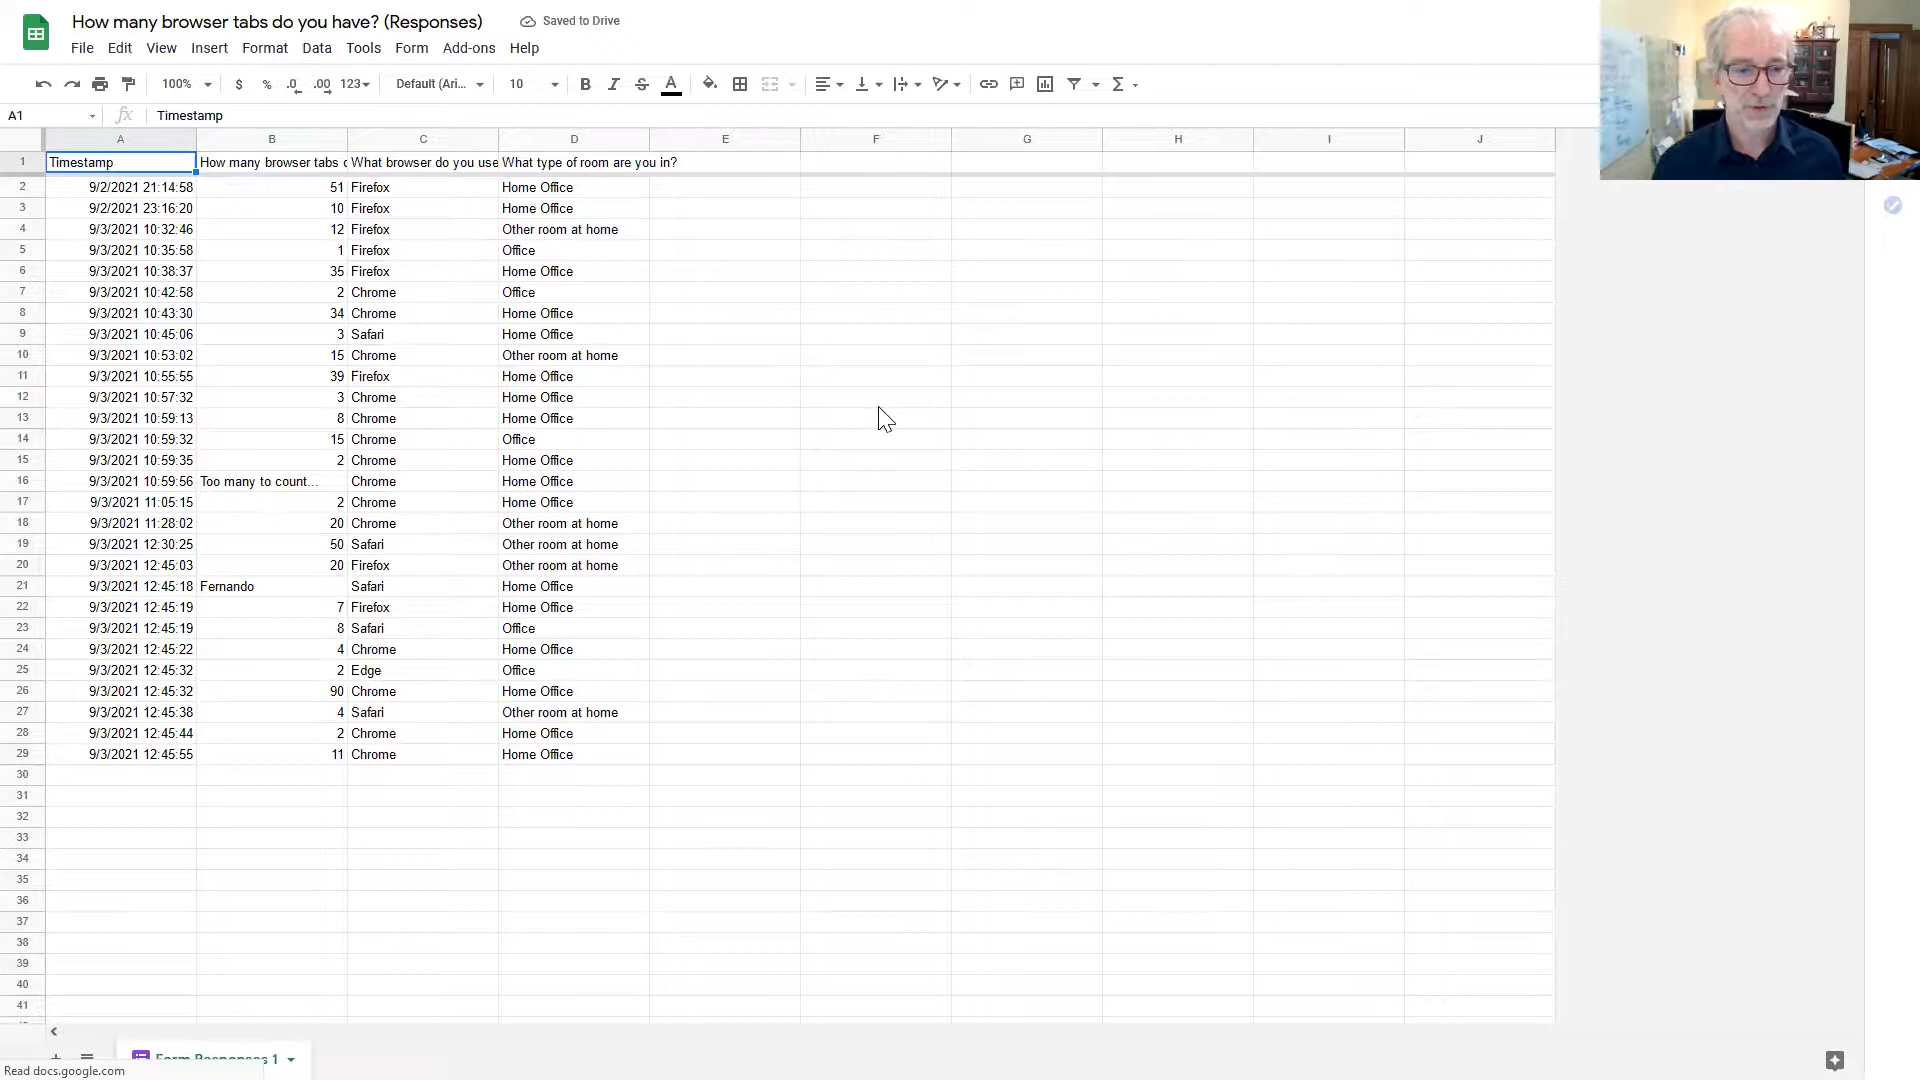 How many browser tabs do you have? (Responses) Saved to Drive
File Edit View Insert Format Data Tools Form Add-ons Help
100% $ % .0 .00 123 Default (Ari... 10 B I S A Σ
A1 fx Timestamp
A B C D E F G H I J
1 Timestamp How many browser tabs What browser do you use What type of room are you in?
2 9/2/2021 21:14:58 51 Firefox Home Office
3 9/2/2021 23:16:20 10 Firefox Home Office
4 9/3/2021 10:32:46 12 Firefox Other room at home
5 9/3/2021 10:35:58 1 Firefox Office
6 9/3/2021 10:38:37 35 Firefox Home Office
7 9/3/2021 10:42:58 2 Chrome Office
8 9/3/2021 10:43:30 34 Chrome Home Office
9 9/3/2021 10:45:06 3 Safari Home Office
10 9/3/2021 10:53:02 15 Chrome Other room at home
11 9/3/2021 10:55:55 39 Firefox Home Office
12 9/3/2021 10:57:32 3 Chrome Home Office
13 9/3/2021 10:59:13 8 Chrome Home Office
14 9/3/2021 10:59:32 15 Chrome Office
15 9/3/2021 10:59:35 2 Chrome Home Office
16 9/3/2021 10:59:56 Too many to count... Chrome Home Office
17 9/3/2021 11:05:15 2 Chrome Home Office
18 9/3/2021 11:28:02 20 Chrome Other room at home
19 9/3/2021 12:30:25 50 Safari Other room at home
20 9/3/2021 12:45:03 20 Firefox Other room at home
21 9/3/2021 12:45:18 Fernando Safari Home Office
22 9/3/2021 12:45:19 7 Firefox Home Office
23 9/3/2021 12:45:19 8 Safari Office
24 9/3/2021 12:45:22 4 Chrome Home Office
25 9/3/2021 12:45:32 2 Edge Office
26 9/3/2021 12:45:32 90 Chrome Home Office
27 9/3/2021 12:45:38 4 Safari Other room at home
28 9/3/2021 12:45:44 2 Chrome Home Office
29 9/3/2021 12:45:55 11 Chrome Home Office
30
31
32
33
34
35
36
37
38
39
40
41
Form Responses 1
Read docs.google.com